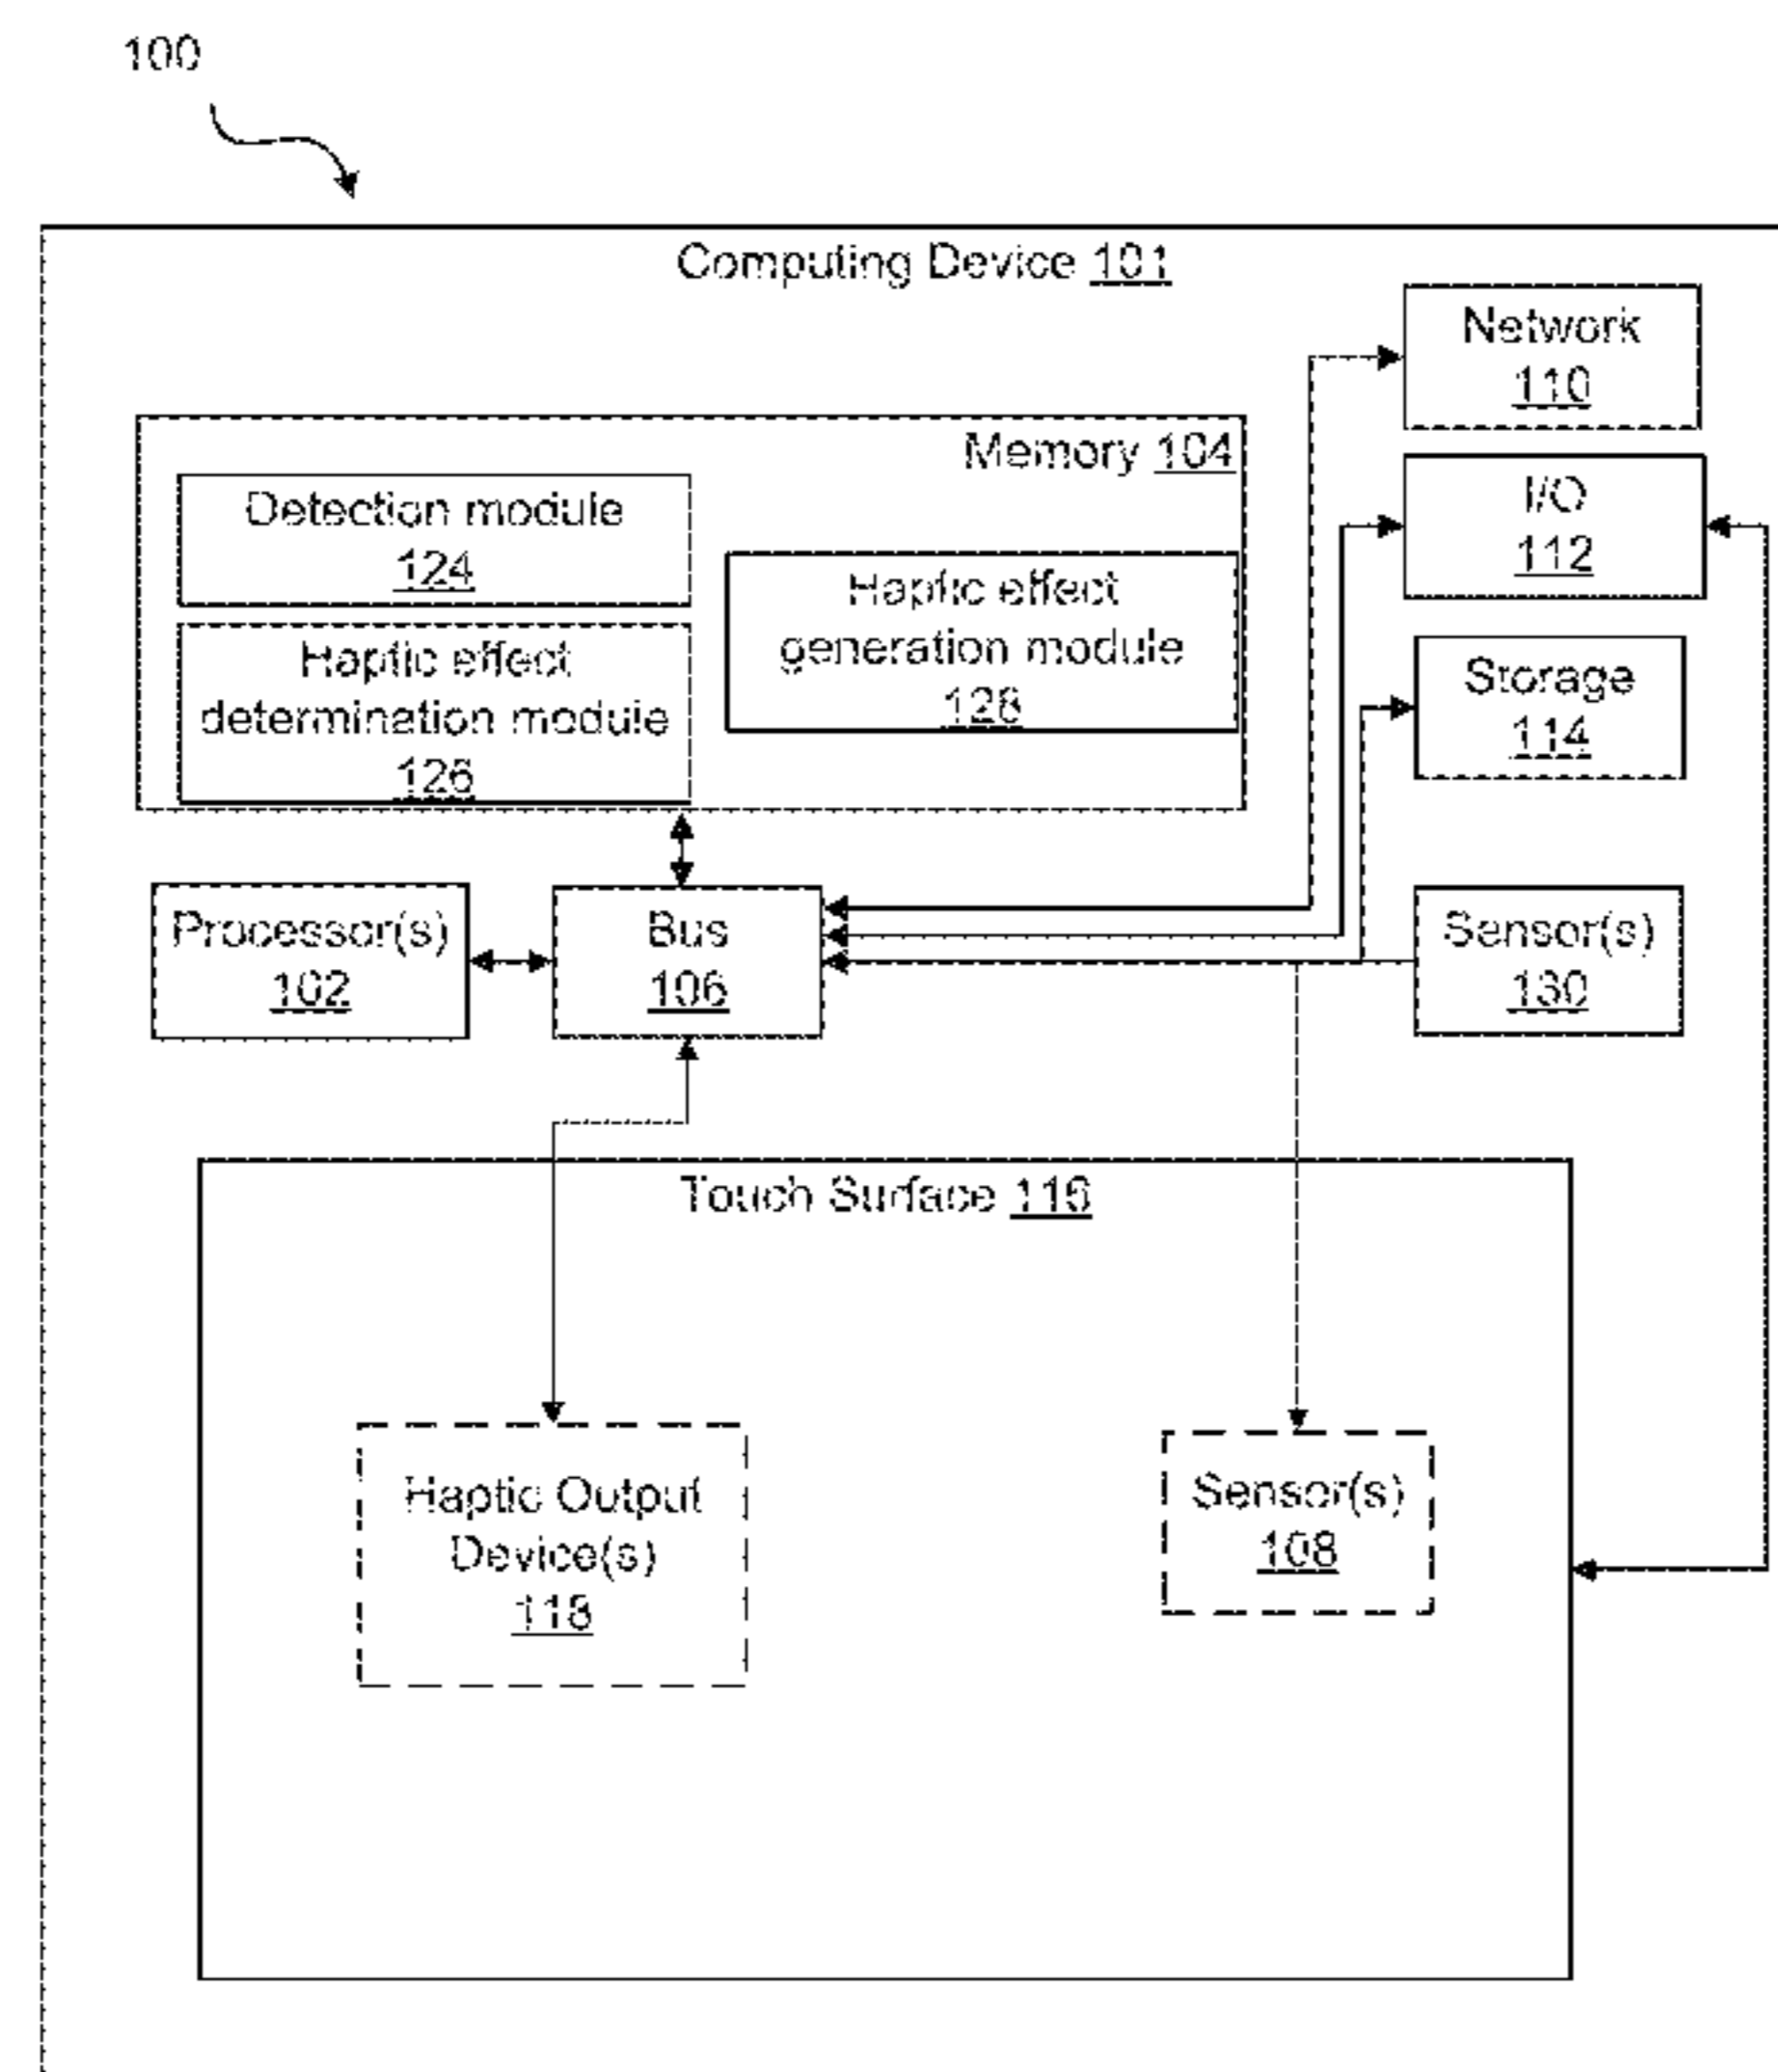 100
Computing Device 101
Network
110
Memory 104
Detection module
124
I/O
112
Haptic effect
generation module
128
Haptic effect
determination module
126
Storage
114
Processor(s)
102
Bus
106
Sensor(s)
130
Touch Surface 116
Haptic Output
Device(s)
118
Sensor(s)
108